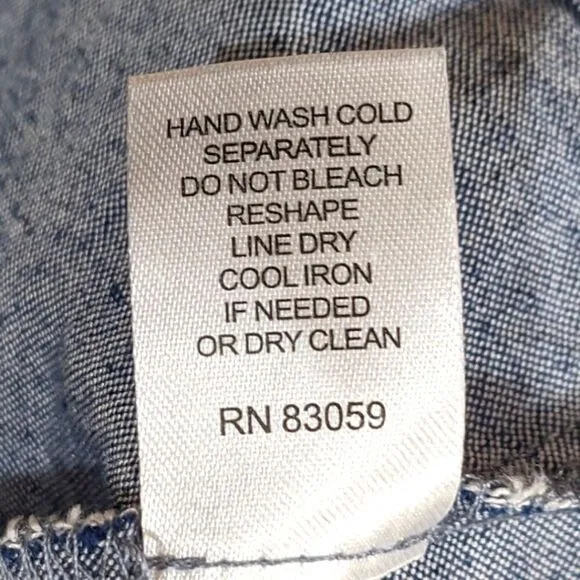 HAND WASH COLD
SEPARATELY
DO NOT BLEACH
RESHAPE
LINE DRY
COOL IRON
IF NEEDED
OR DRY CLEAN
RN 83059